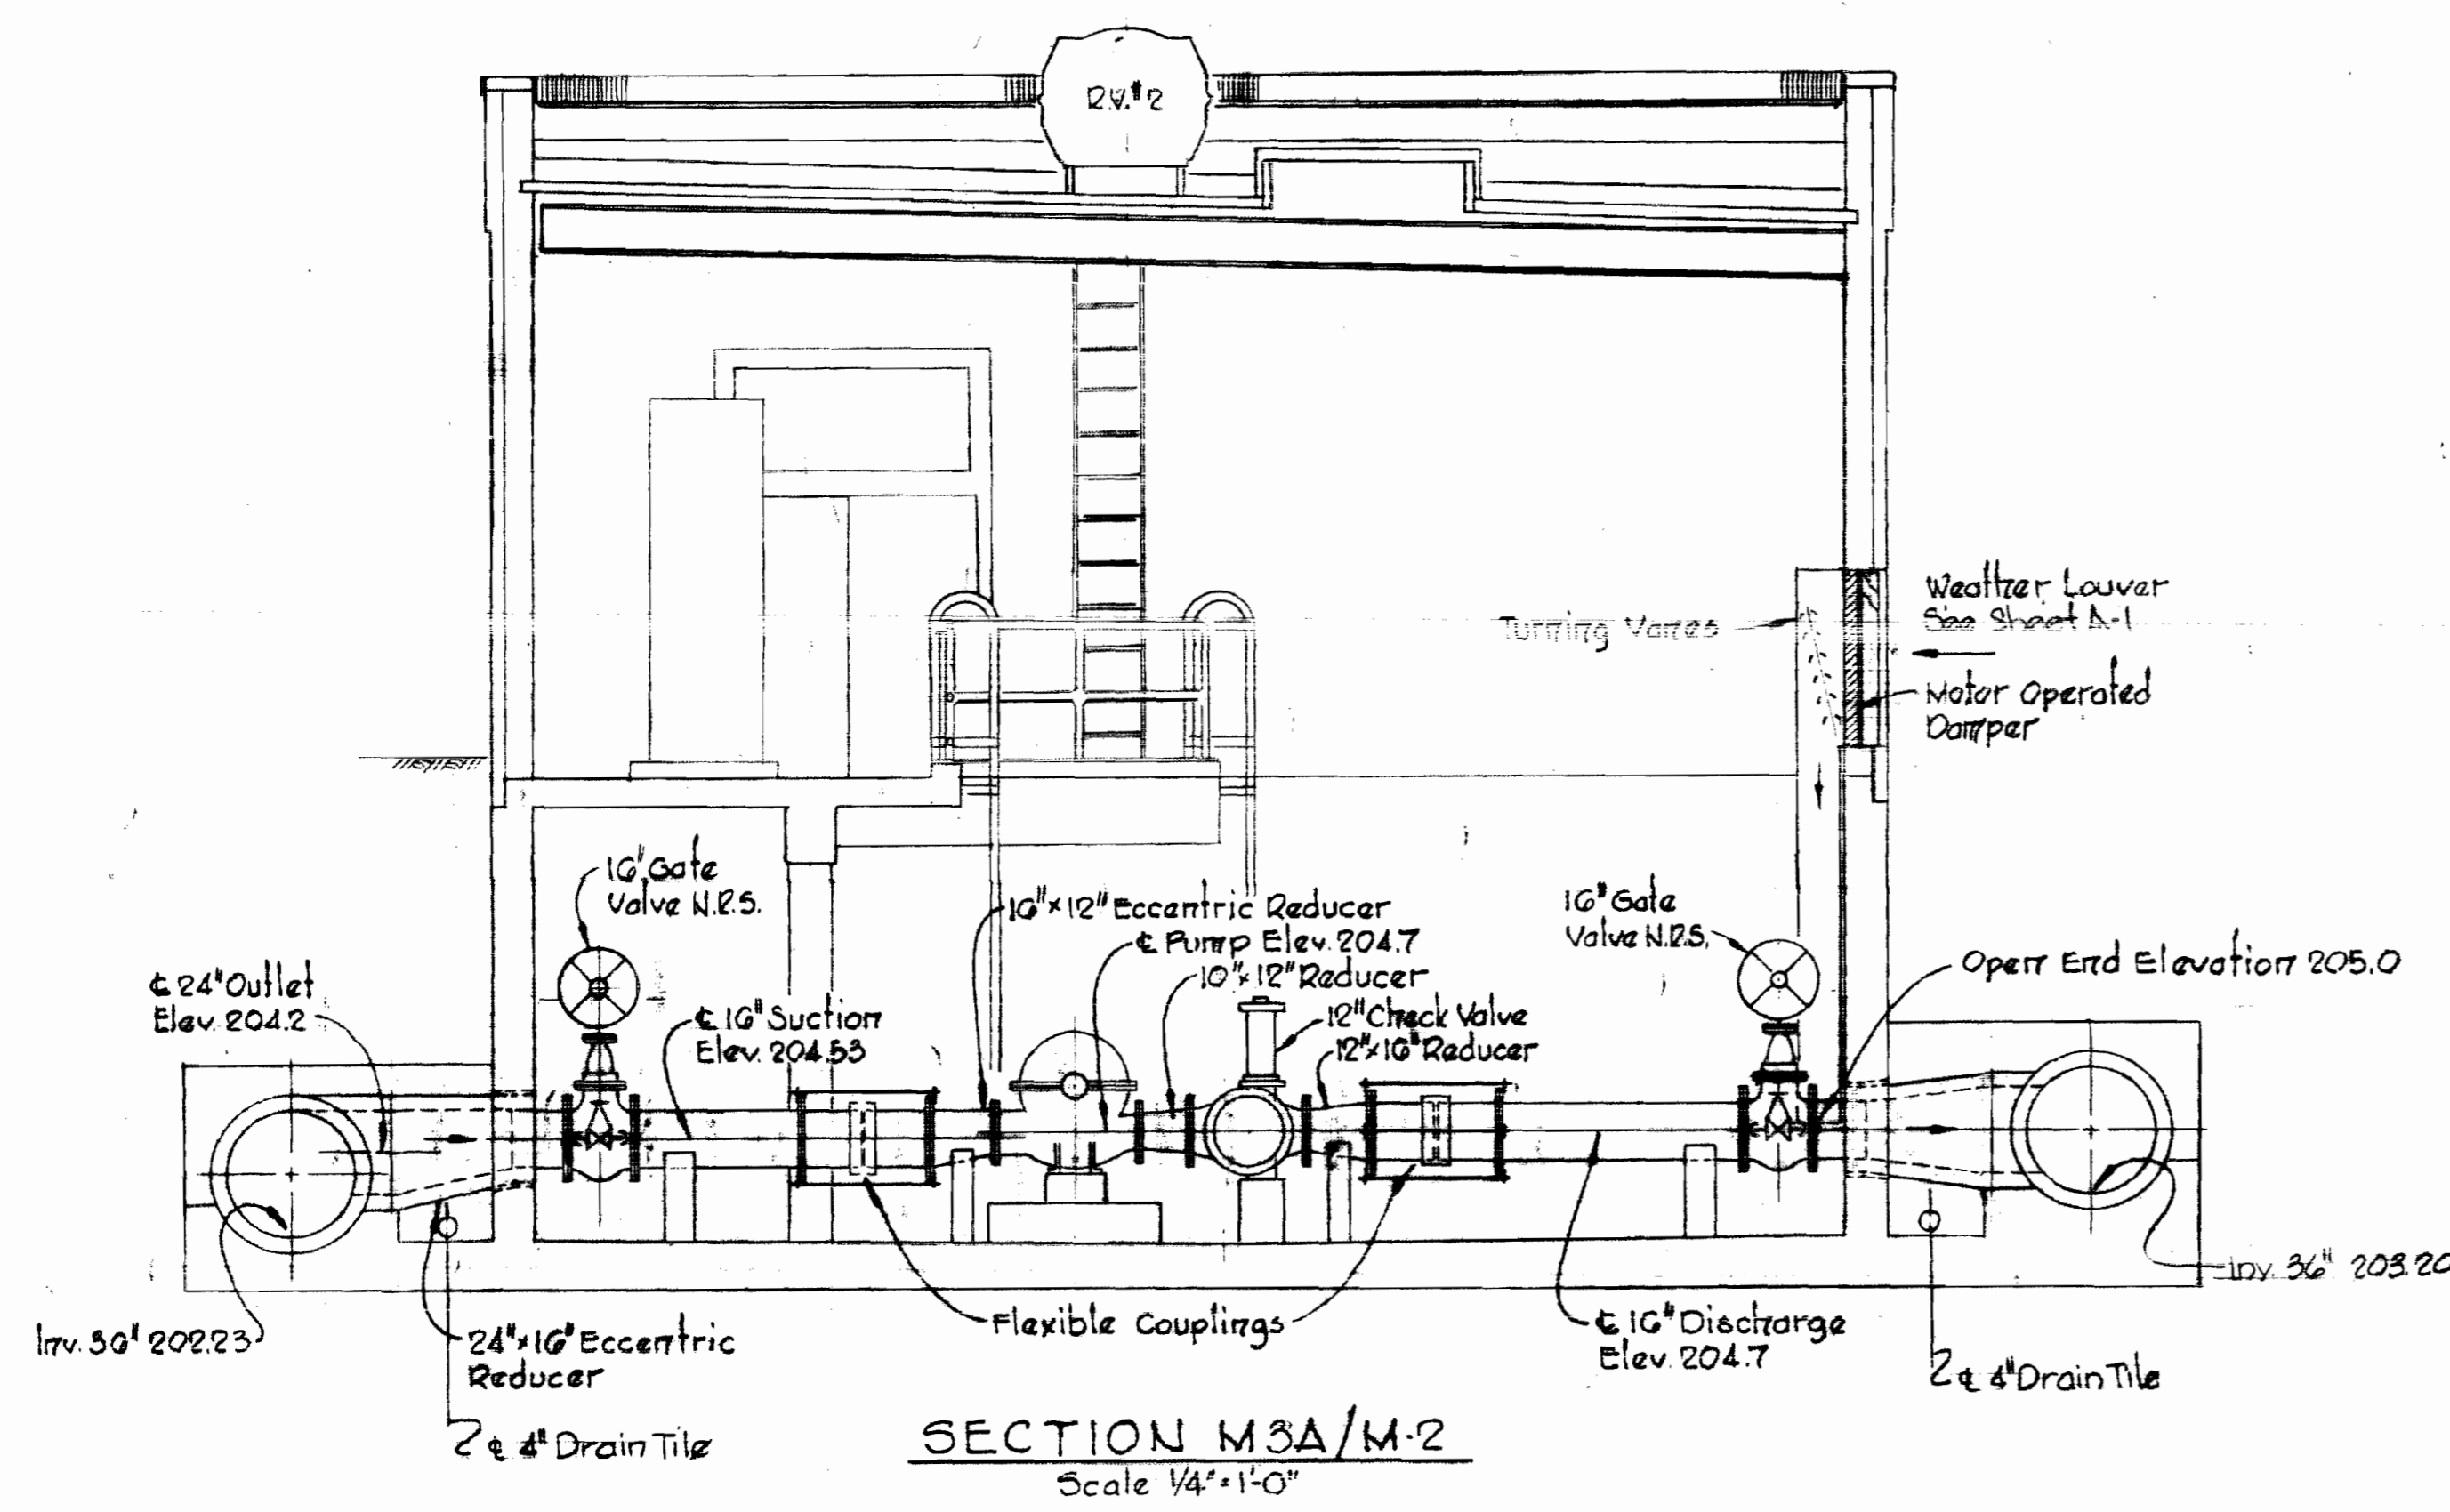 R.V.#2
Weather Louver
See Sheet A-1
Turning Vanes
Motor Operated
Damper
16" Gate
Valve N.R.S.
16"x12" Eccentric Reducer
℄ Pump Elev. 204.7
10"x12" Reducer
16" Gate
Valve N.R.S.
Open End Elevation 205.0
℄ 24" Outlet
Elev. 204.2
℄ 16" Suction
Elev. 204.53
12" Check Valve
12"x16" Reducer
Inv. 36" 203.20
Inv. 36" 202.23
24"x16" Eccentric
Reducer
Flexible Couplings
℄ 16" Discharge
Elev. 204.7
℄ 4" Drain Tile
℄ 4" Drain Tile
SECTION M3A/M-2
Scale 1/4"=1'-0"